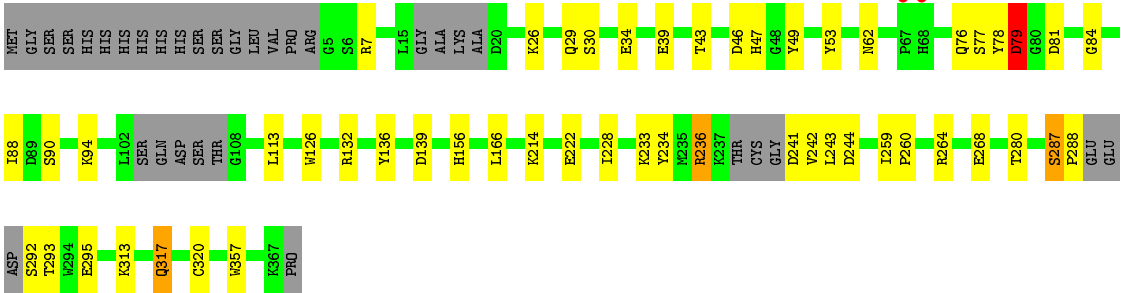 MET GLY SER SER HIS HIS HIS HIS HIS HIS SER SER GLY LEU VAL PRO ARG G5 S6 R7 L15 GLY ALA LYS ALA D20 K26 Q29 S30 E34 E39 T43 D46 H47 G48 Y49 Y53 N62 P67 H68 Q76 S77 Y78 D79 G80 D81 G84
I88 D89 S90 K94 L102 SER GLN ASP SER THR G108 L113 W126 R132 Y136 D139 H156 L166 K214 E222 I228 K233 Y234 M235 R236 K237 THR CYS GLY D241 V242 L243 D244 I259 P260 R264 E268 T280 S287 P288 GLU GLU
ASP S292 T293 W294 E295 K313 Q317 C320 W357 K367 PRO